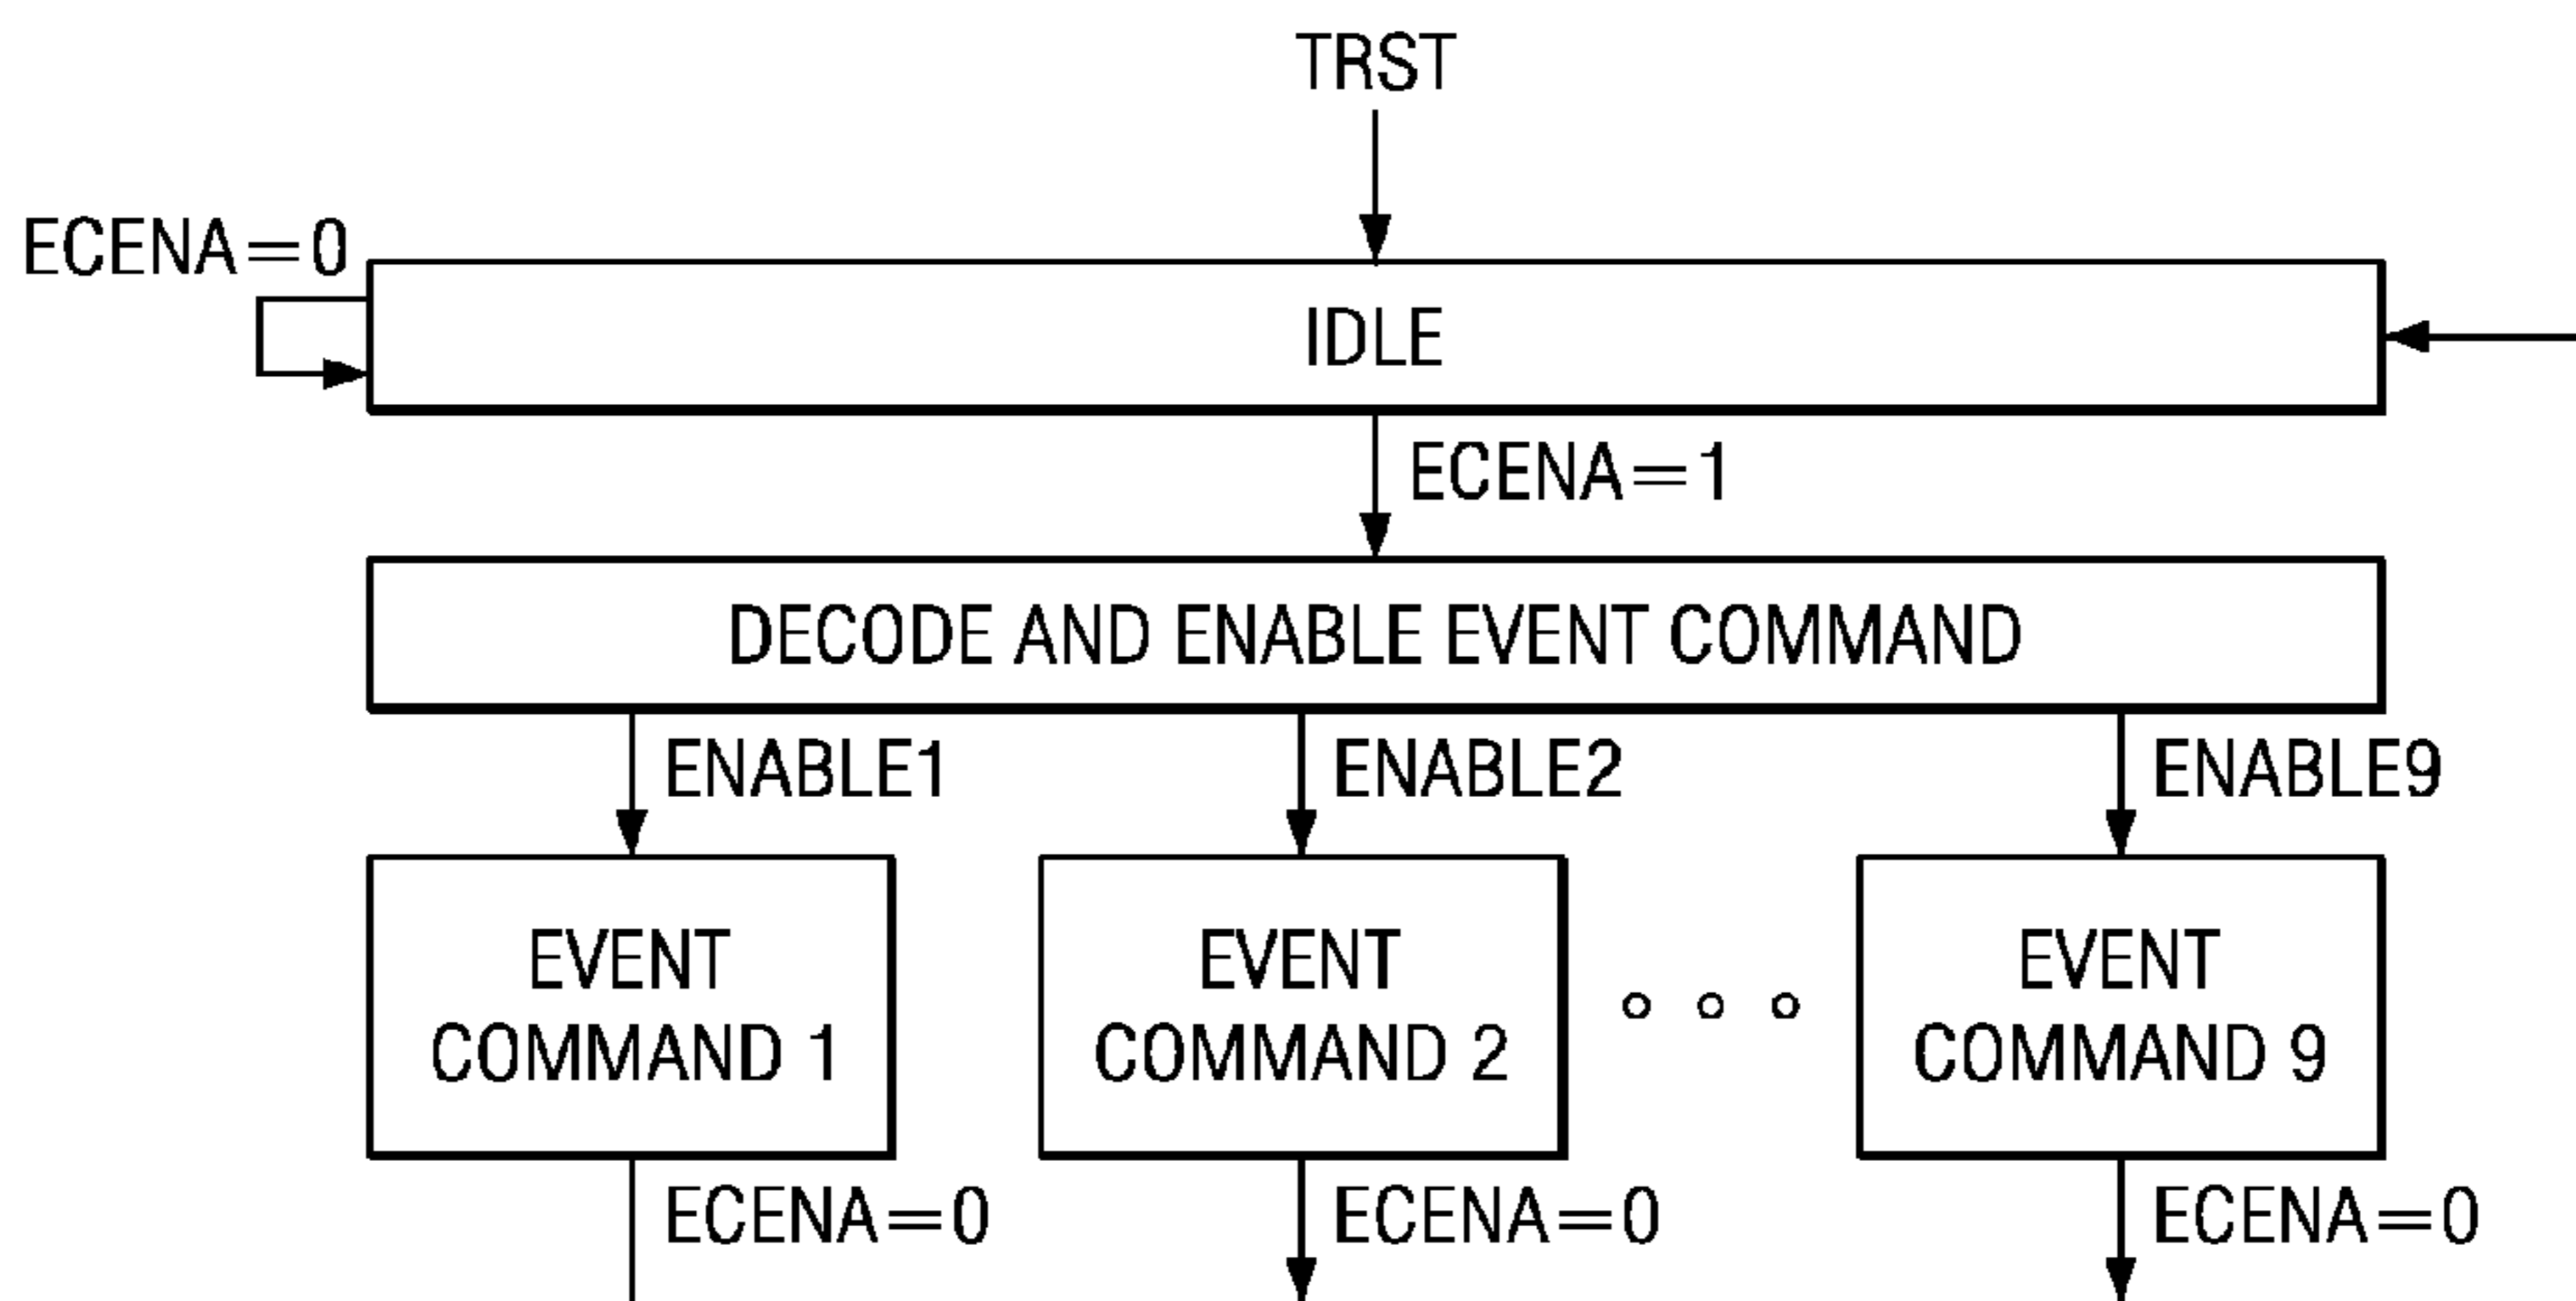 TRST
ECENA=0
IDLE
ECENA=1
DECODE AND ENABLE EVENT COMMAND
ENABLE1
ENABLE2
ENABLE9
EVENT
COMMAND 1
EVENT
COMMAND 2
EVENT
COMMAND 9
ECENA=0
ECENA=0
ECENA=0